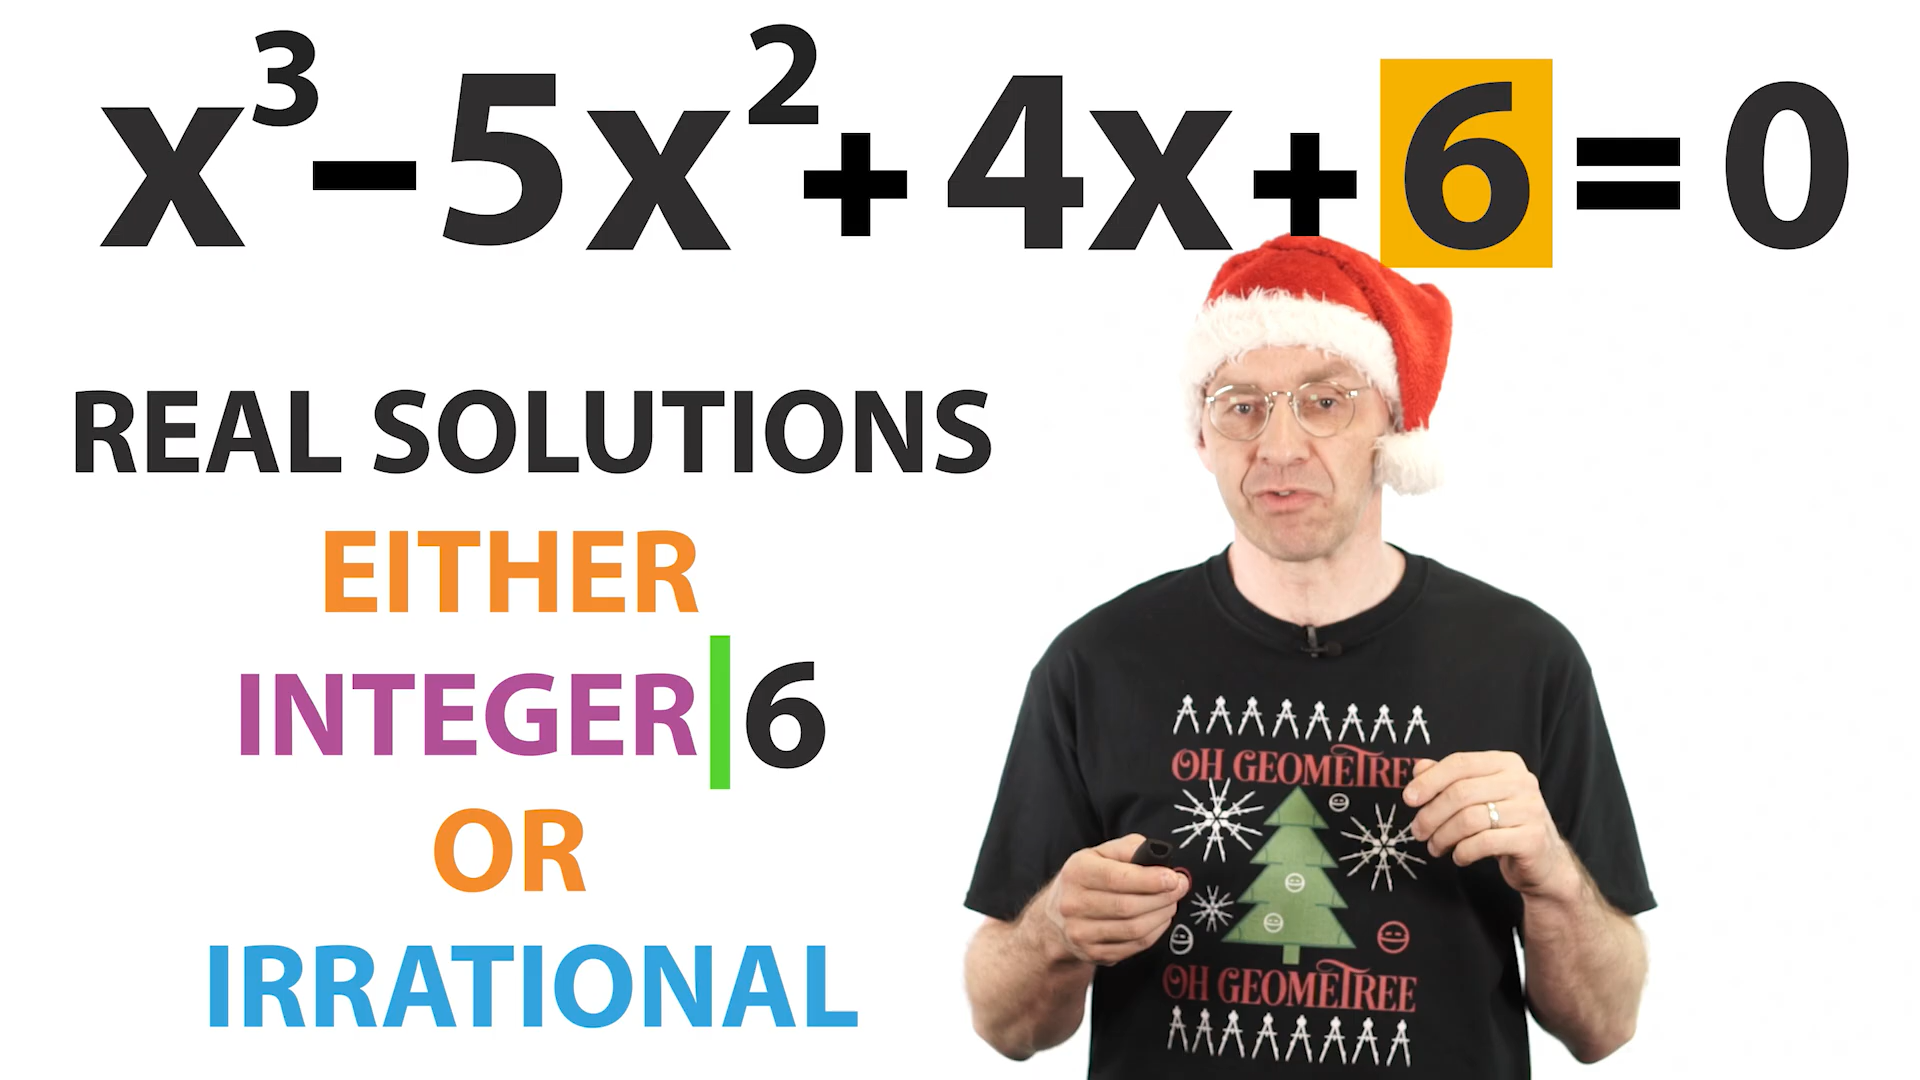 x³-5x²+4x+6=0
REAL SOLUTIONS
EITHER
INTEGER|6
OR
IRRATIONAL
OH GEOMETREE
OH GEOMETREE